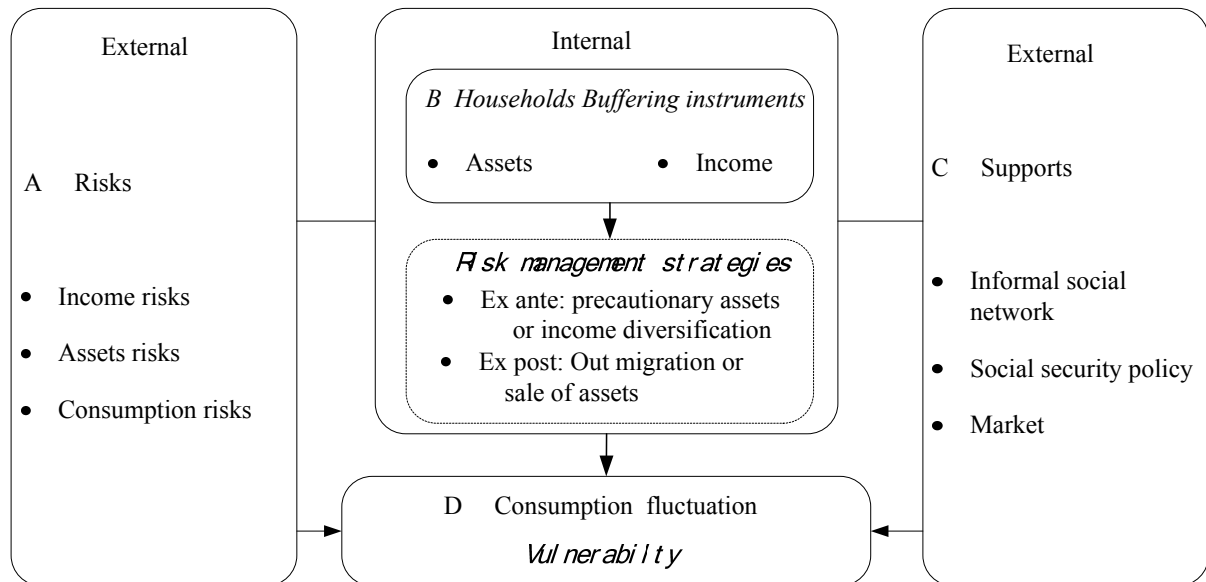 External
A Risks
• Income risks
• Assets risks
• Consumption risks
Internal
B Households Buffering instruments
• Assets • Income
Risk management strategies
• Ex ante: precautionary assets
or income diversification
• Ex post: Out migration or
sale of assets
External
C Supports
• Informal social
network
• Social security policy
• Market
D Consumption fluctuation
Vulnerability